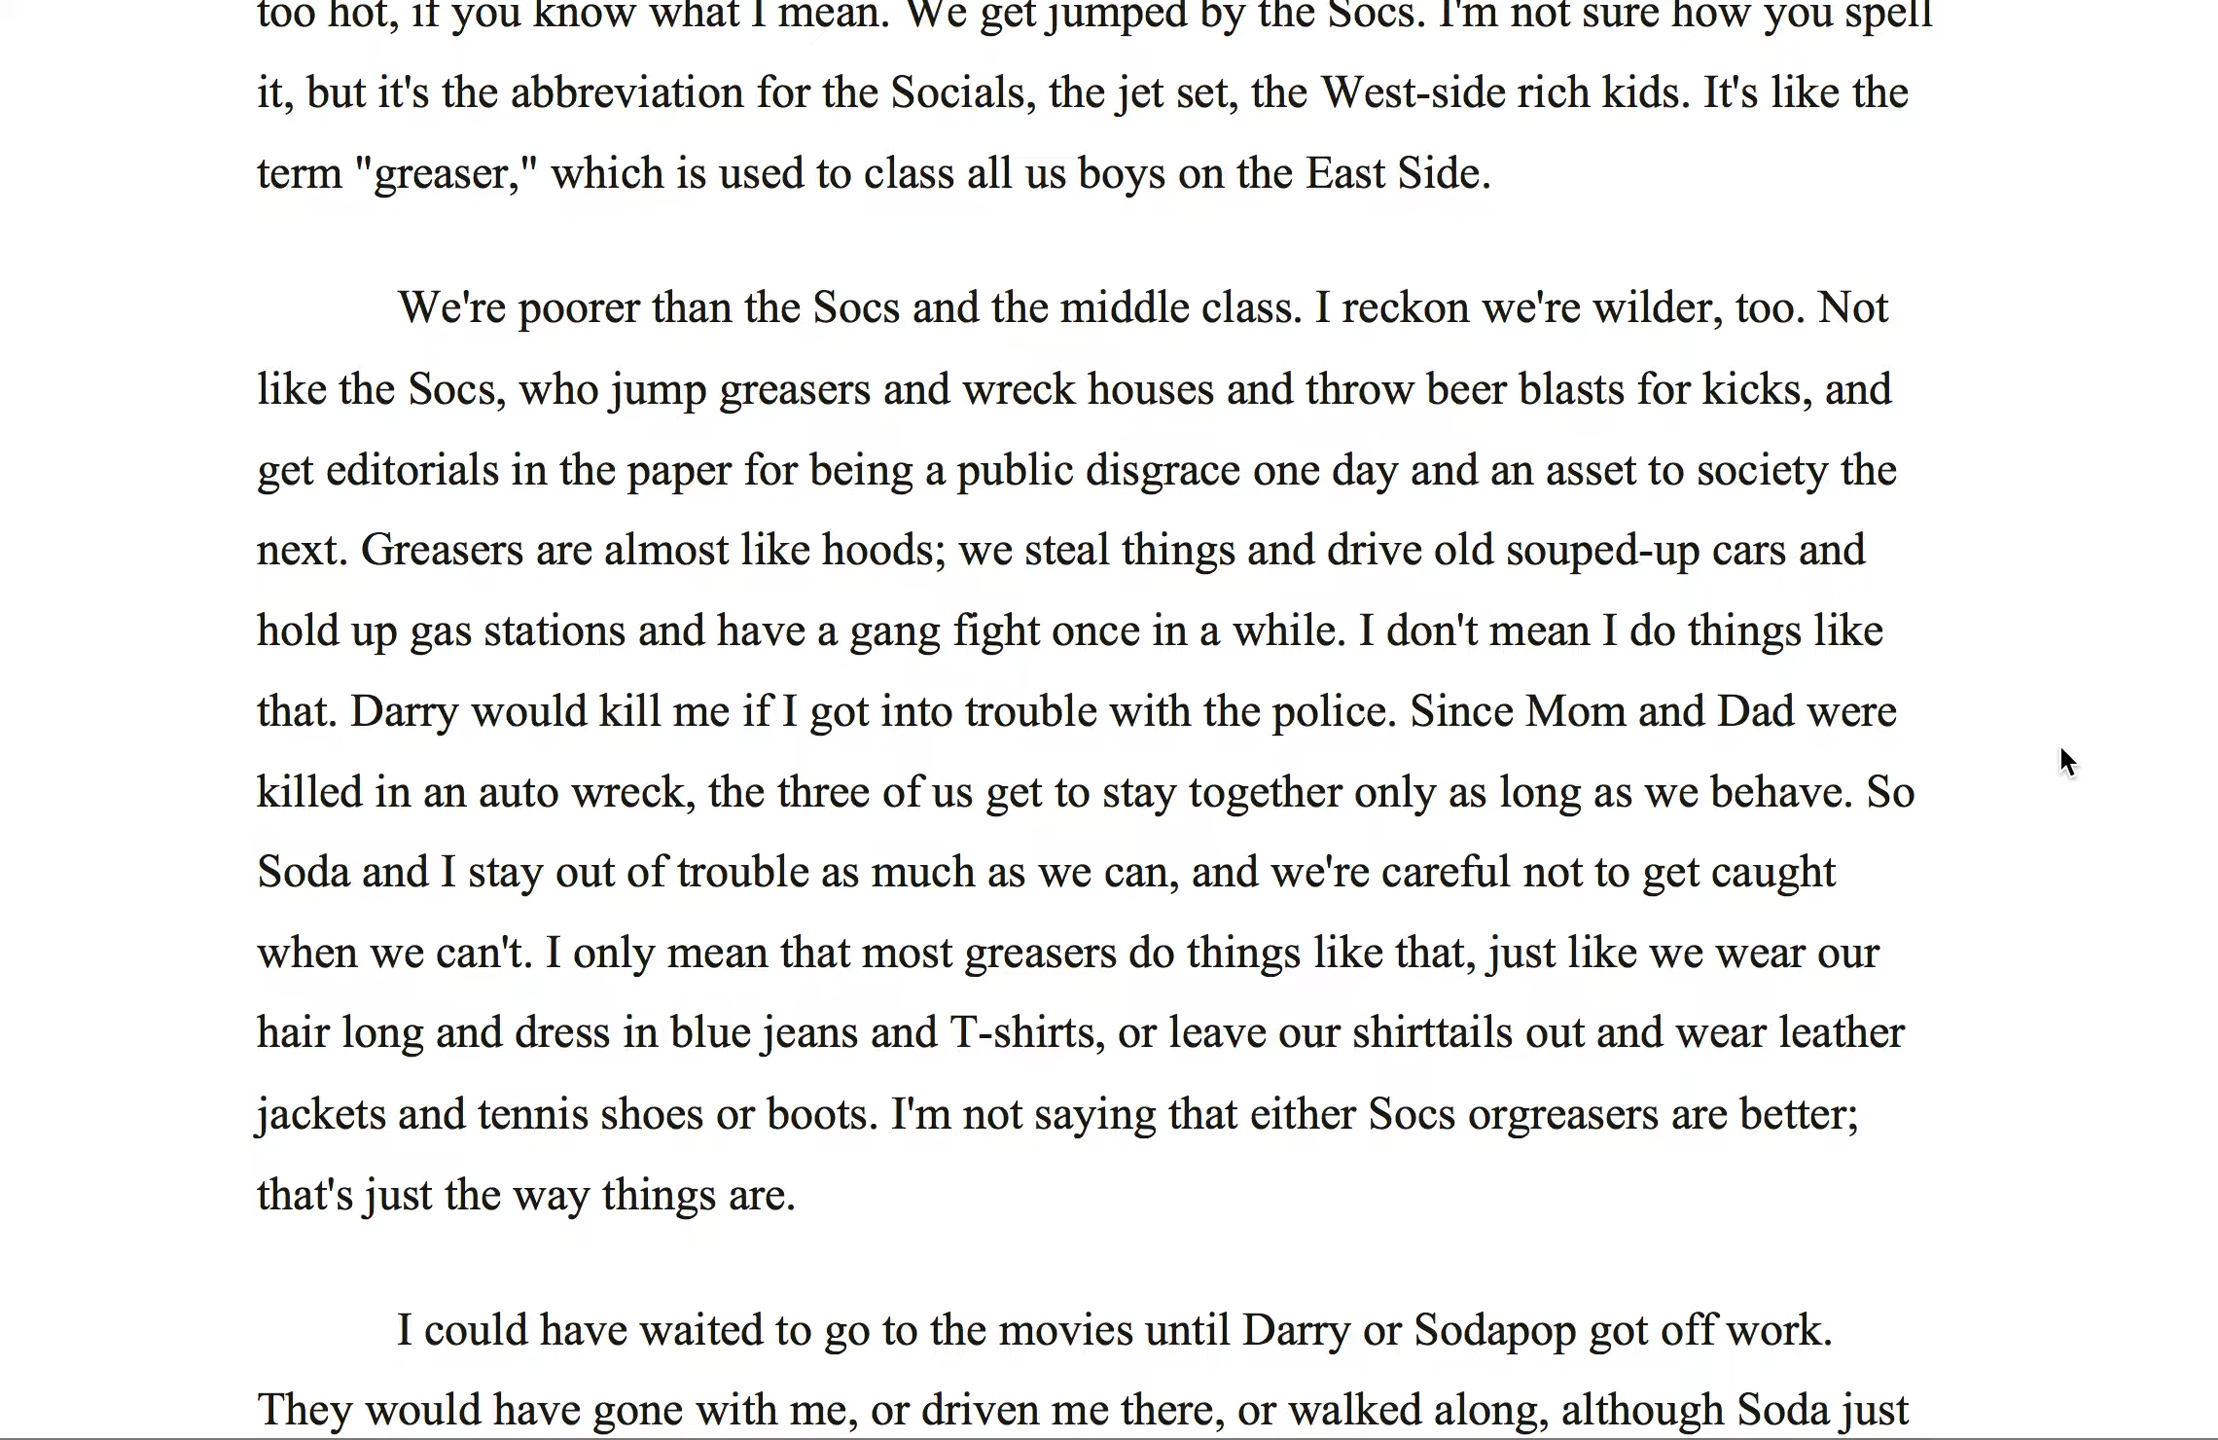 too hot, if you know what I mean. We get jumped by the Socs. I'm not sure how you spell
it, but it's the abbreviation for the Socials, the jet set, the West-side rich kids. It's like the
term "greaser," which is used to class all us boys on the East Side.
We're poorer than the Socs and the middle class. I reckon we're wilder, too. Not
like the Socs, who jump greasers and wreck houses and throw beer blasts for kicks, and
get editorials in the paper for being a public disgrace one day and an asset to society the
next. Greasers are almost like hoods; we steal things and drive old souped-up cars and
hold up gas stations and have a gang fight once in a while. I don't mean I do things like
that. Darry would kill me if I got into trouble with the police. Since Mom and Dad were
killed in an auto wreck, the three of us get to stay together only as long as we behave. So
Soda and I stay out of trouble as much as we can, and we're careful not to get caught
when we can't. I only mean that most greasers do things like that, just like we wear our
hair long and dress in blue jeans and T-shirts, or leave our shirttails out and wear leather
jackets and tennis shoes or boots. I'm not saying that either Socs orgreasers are better;
that's just the way things are.
I could have waited to go to the movies until Darry or Sodapop got off work.
They would have gone with me, or driven me there, or walked along, although Soda just